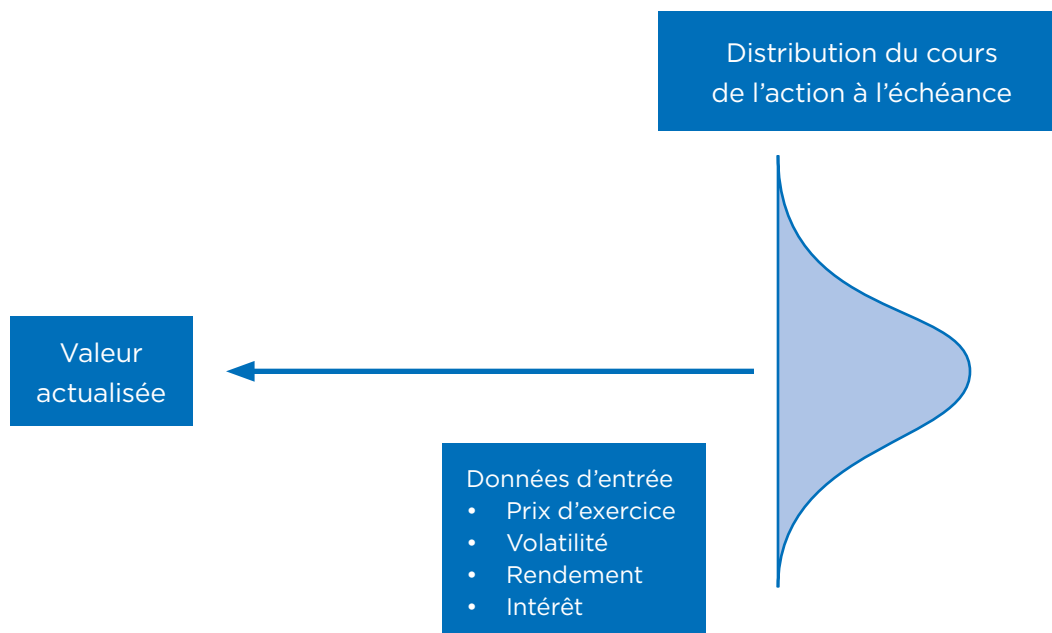 Distribution du cours
de l’action à l’échéance
Valeur
actualisée
Données d’entrée
• Prix d’exercice
• Volatilité
• Rendement
• Intérêt